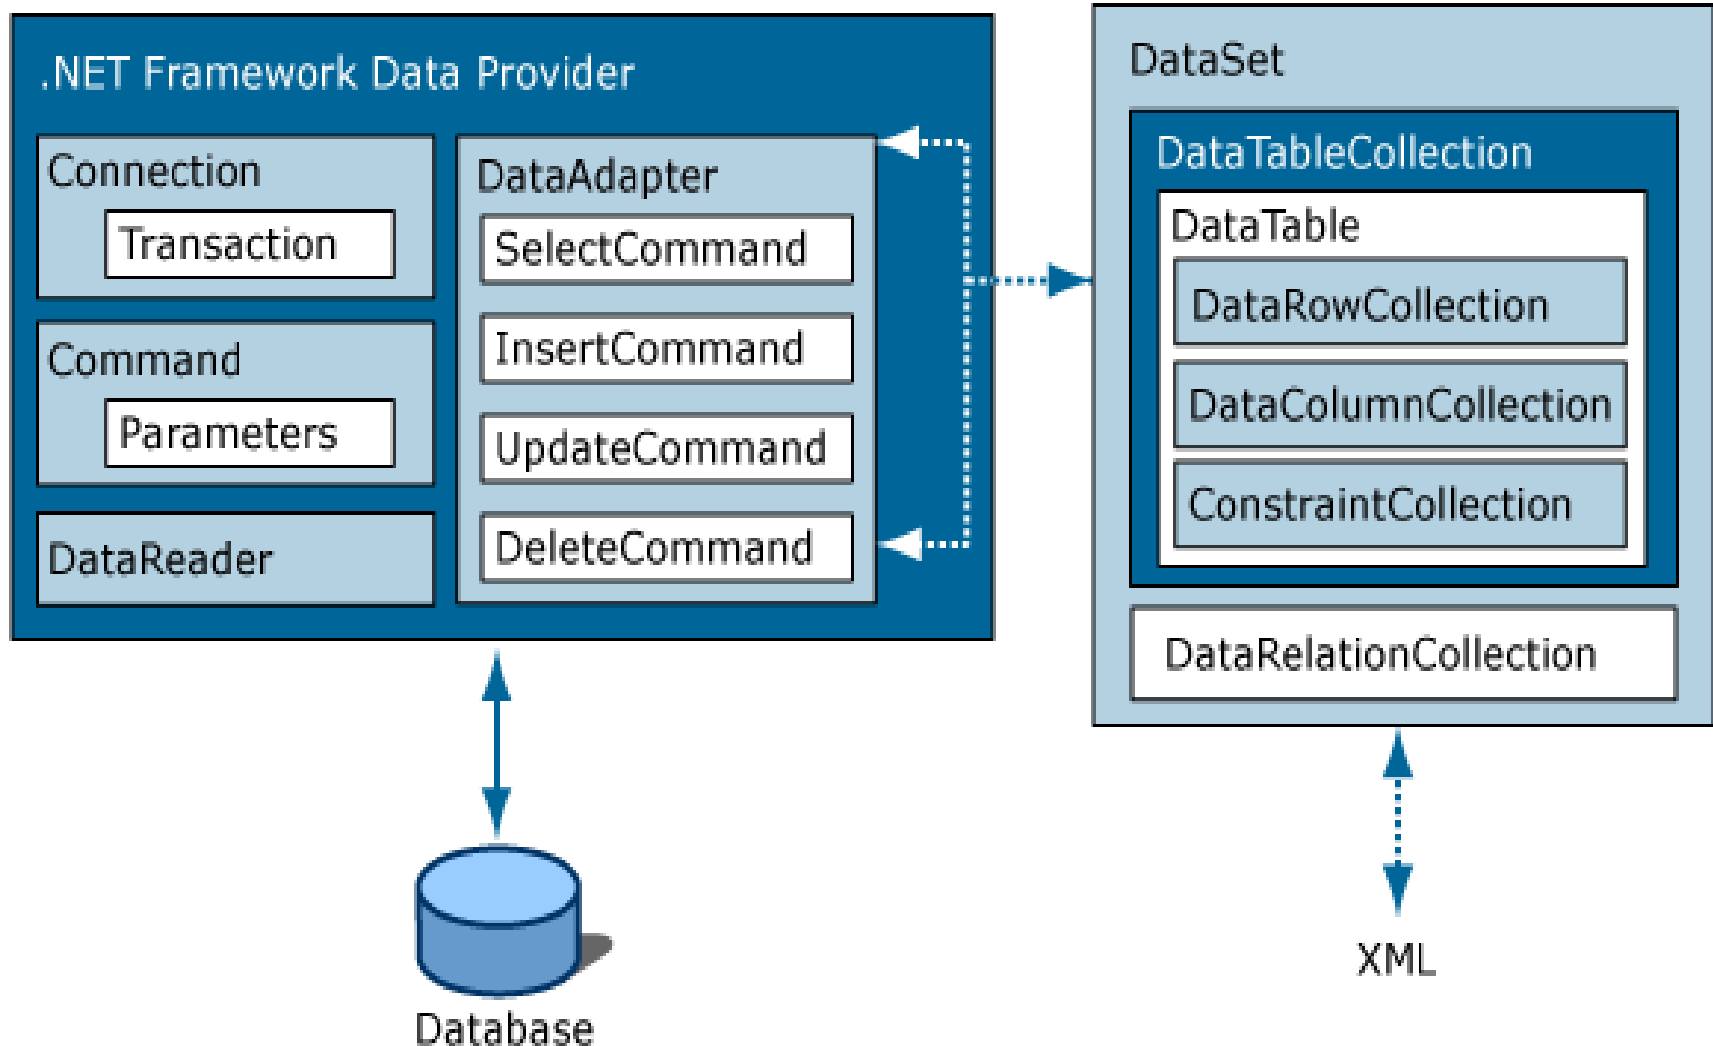 .NET Framework Data Provider
Connection
Transaction
Command
Parameters
DataReader
DataAdapter
SelectCommand
InsertCommand
UpdateCommand
DeleteCommand
Database
DataSet
DataTableCollection
DataTable
DataRowCollection
DataColumnCollection
ConstraintCollection
DataRelationCollection
XML